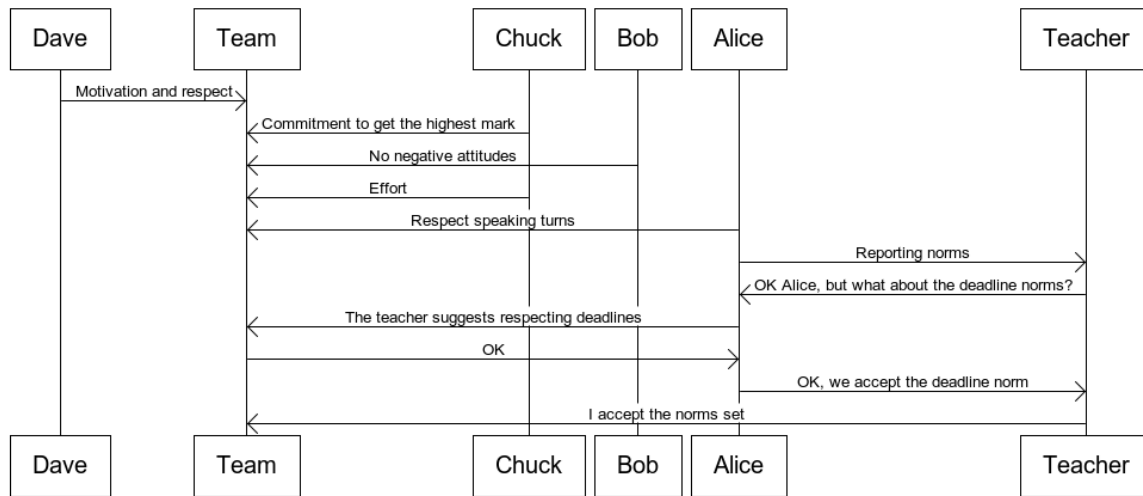 Dave Team Chuck Bob Alice Teacher
Motivation and respect
Commitment to get the highest mark
No negative attitudes
Effort
Respect speaking turns
Reporting norms
OK Alice, but what about the deadline norms?
The teacher suggests respecting deadlines
OK
OK, we accept the deadline norm
I accept the norms set
Dave Team Chuck Bob Alice Teacher